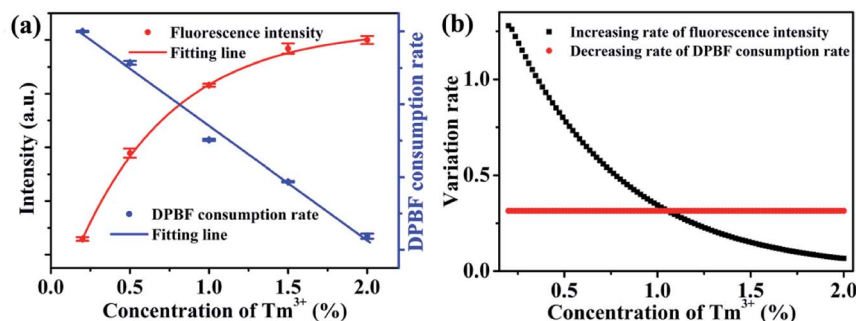 (a)
Fluorescence intensity
Fitting line
DPBF consumption rate
Fitting line
Intensity (a.u.)
DPBF consumption rate
0.0 0.5 1.0 1.5 2.0
Concentration of Tm³⁺ (%)
(b)
Increasing rate of fluorescence intensity
Decreasing rate of DPBF consumption rate
Variation rate
1.0
0.5
0.0
0.5 1.0 1.5 2.0
Concentration of Tm³⁺ (%)